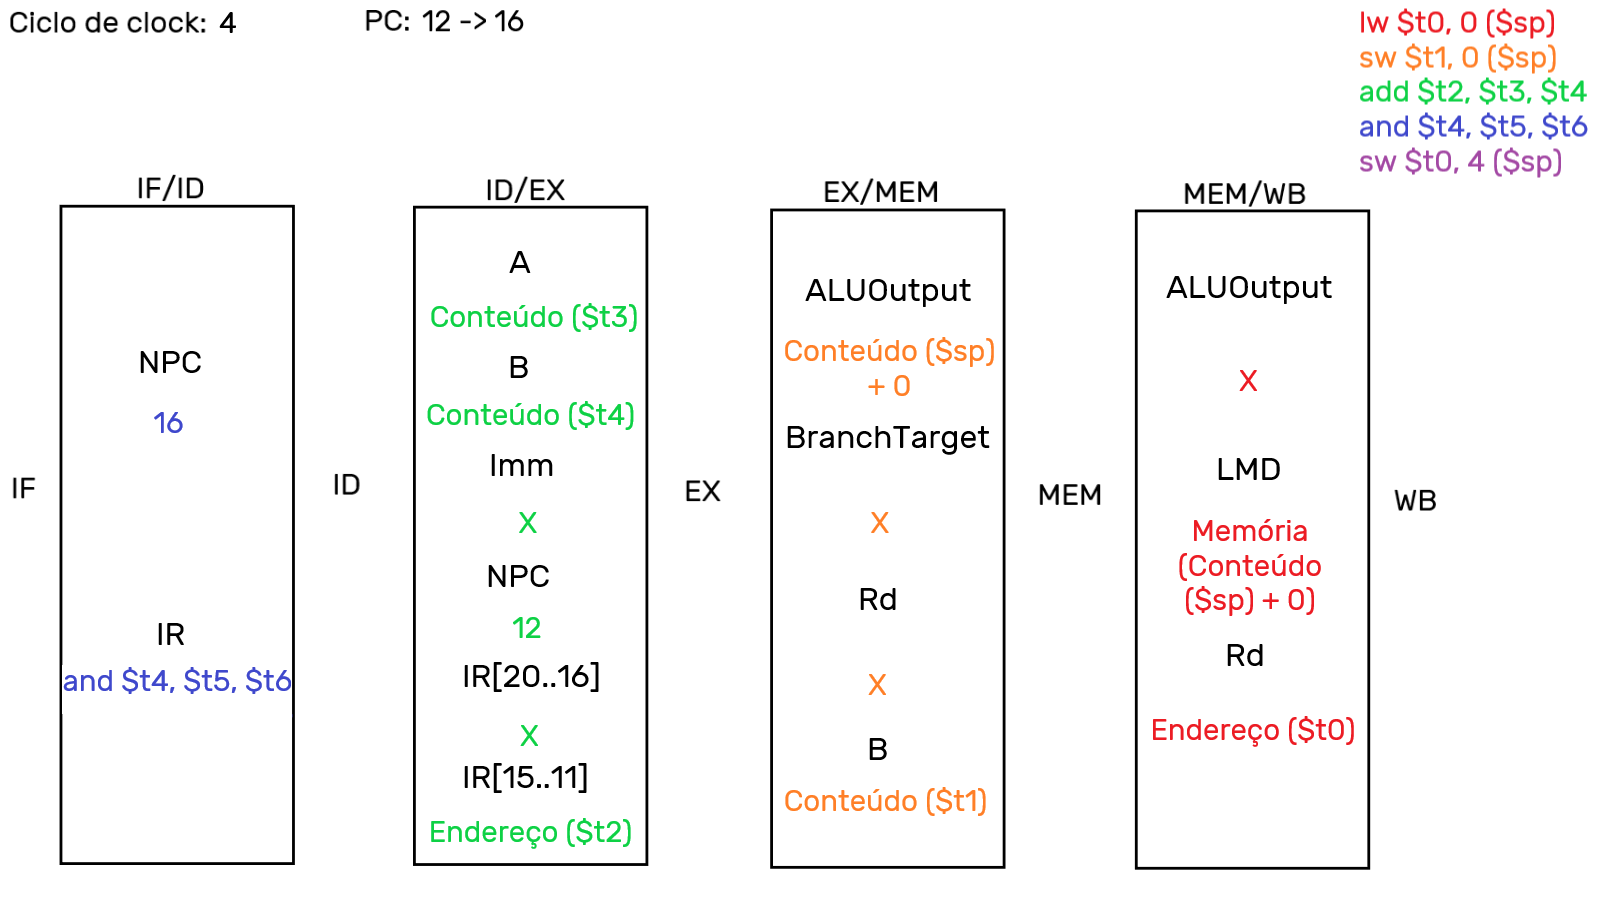 Ciclo de clock: 4
PC: 12 -> 16
lw $t0, 0 ($sp)
sw $t1, 0 ($sp)
add $t2, $t3, $t4
and $t4, $t5, $t6
sw $t0, 4 ($sp)
IF
IF/ID
NPC
16
IR
and $t4, $t5, $t6
ID
ID/EX
A
Conteúdo ($t3)
B
Conteúdo ($t4)
Imm
X
NPC
12
IR[20..16]
X
IR[15..11]
Endereço ($t2)
EX
EX/MEM
ALUOutput
Conteúdo ($sp)
+ 0
BranchTarget
X
Rd
X
B
Conteúdo ($t1)
MEM
MEM/WB
ALUOutput
X
LMD
Memória
(Conteúdo
($sp) + 0)
Rd
Endereço ($t0)
WB